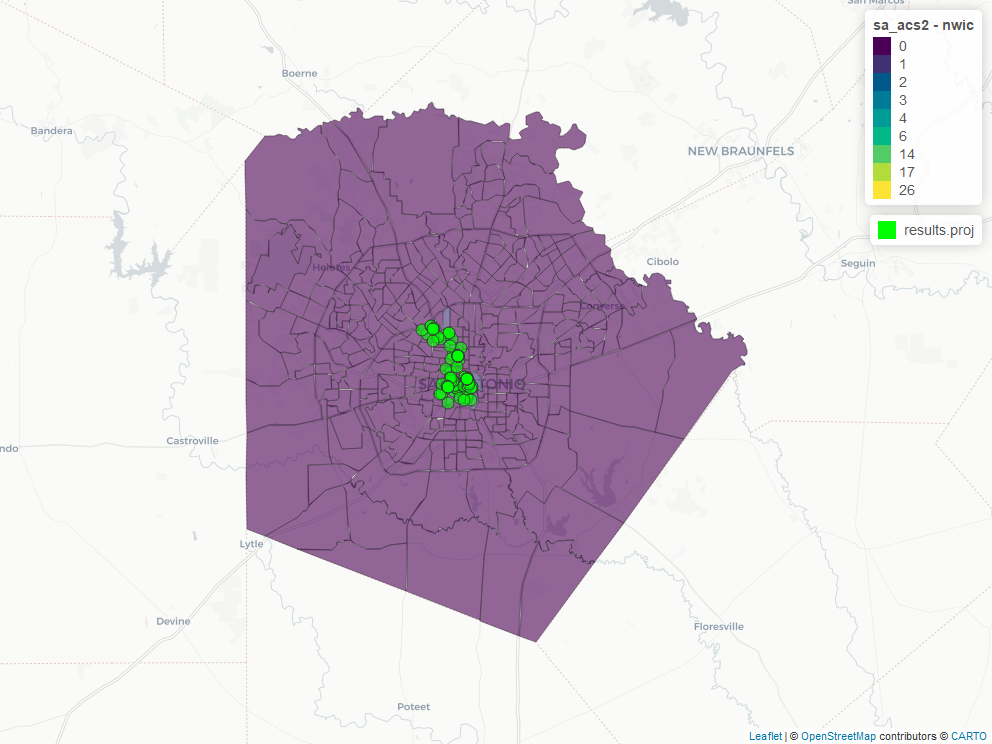 San Marcos
sa_acs2 - nwic
0
1
2
3
4
6
14
17
26
results.proj
Boerne
Bandera
NEW BRAUNFELS
Helotes
Cibolo
Seguin
Converse
SAN ANTONIO
Castroville
ndo
Lytle
Devine
Floresville
Poteet
Leaflet | © OpenStreetMap contributors © CARTO